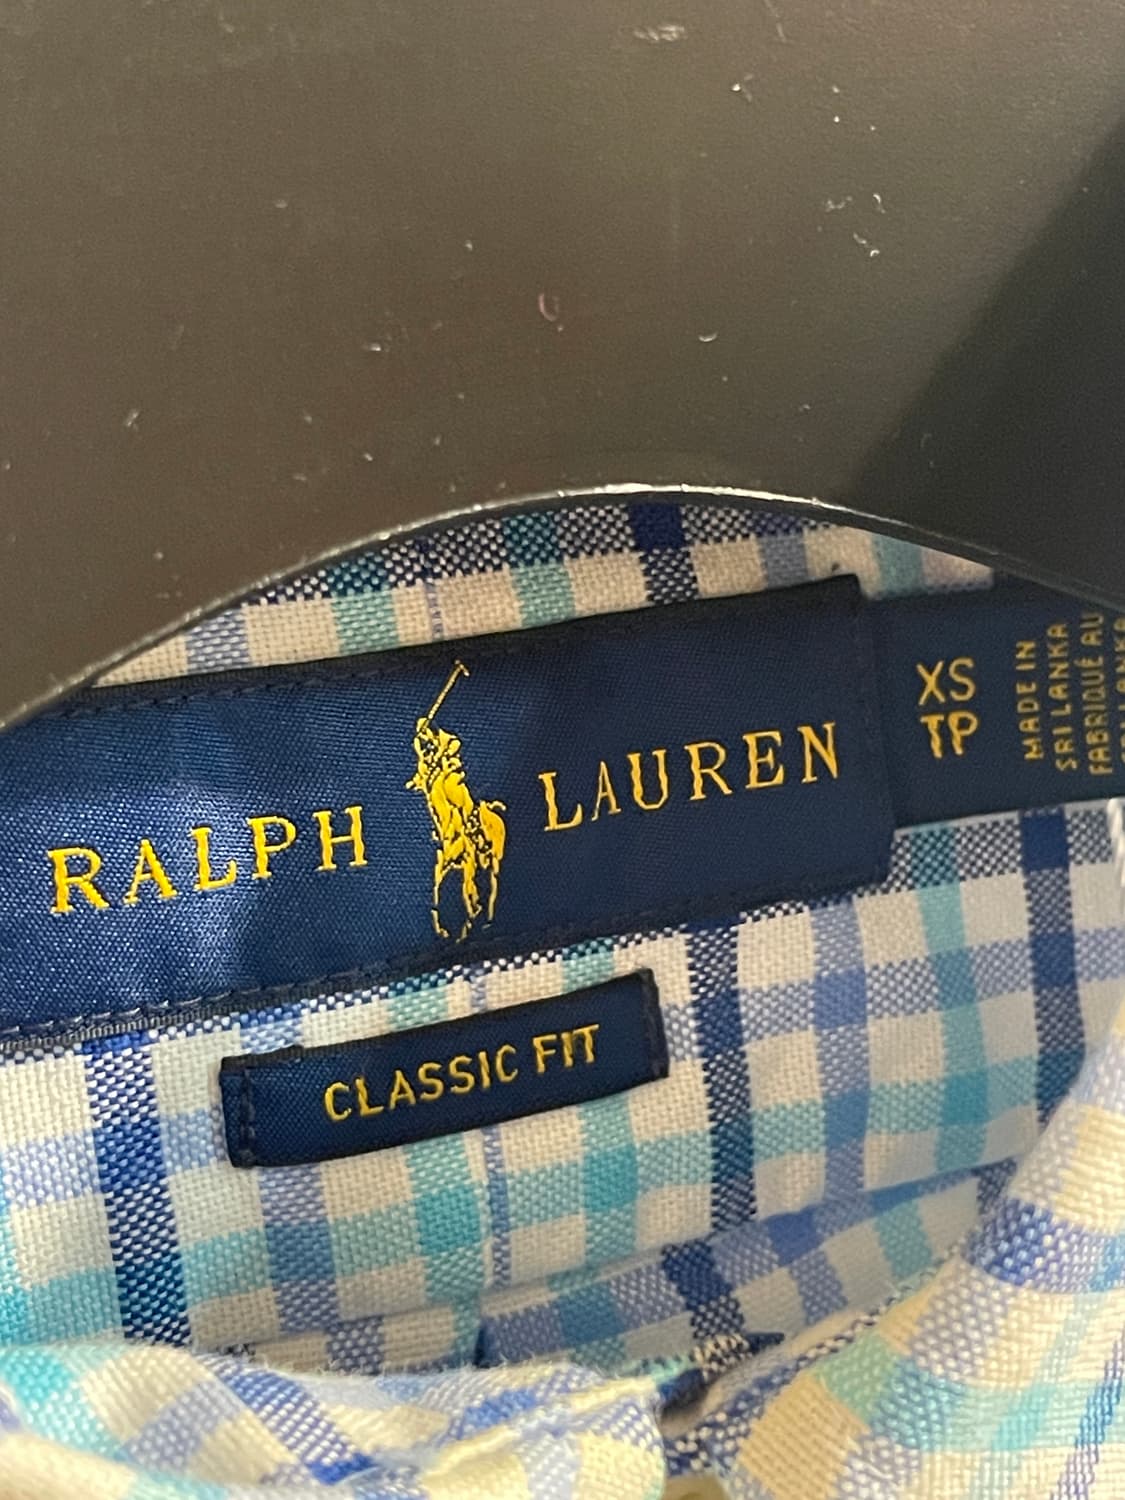 RALPH LAUREN
XS
TP
MADE IN
SRI LANKA
FABRIQUÉ AU
CLASSIC FIT